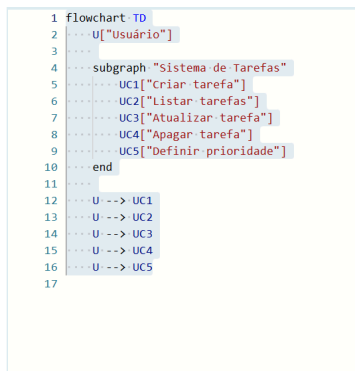 1 flowchart TD
2     U["Usuário"]
3
4     subgraph "Sistema de Tarefas"
5         UC1["Criar tarefa"]
6         UC2["Listar tarefas"]
7         UC3["Atualizar tarefa"]
8         UC4["Apagar tarefa"]
9         UC5["Definir prioridade"]
10     end
11
12     U --> UC1
13     U --> UC2
14     U --> UC3
15     U --> UC4
16     U --> UC5
17